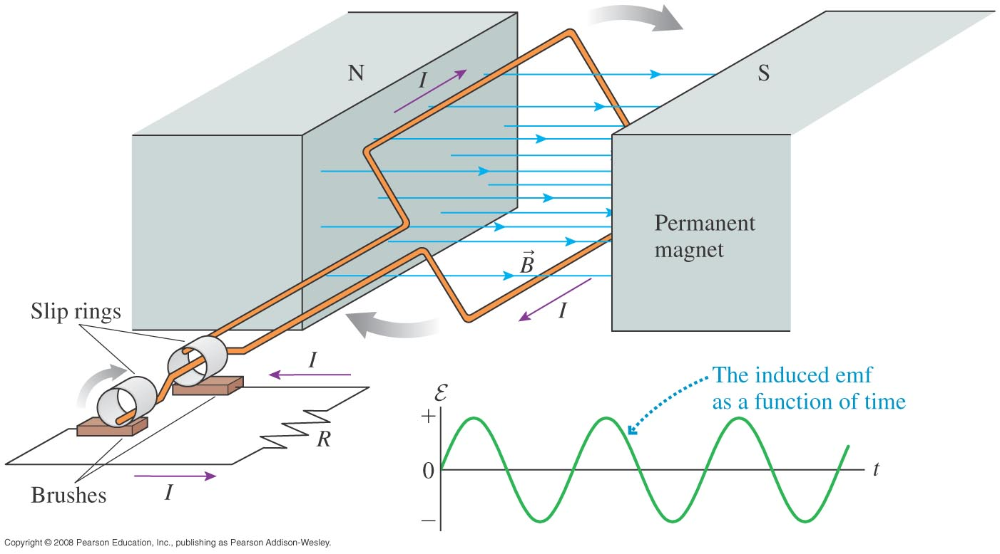 N
S
I
Permanent
magnet
B
I
Slip rings
I
R
Brushes
I
The induced emf
as a function of time
ℰ
+
0
−
t
Copyright © 2008 Pearson Education, Inc., publishing as Pearson Addison-Wesley.